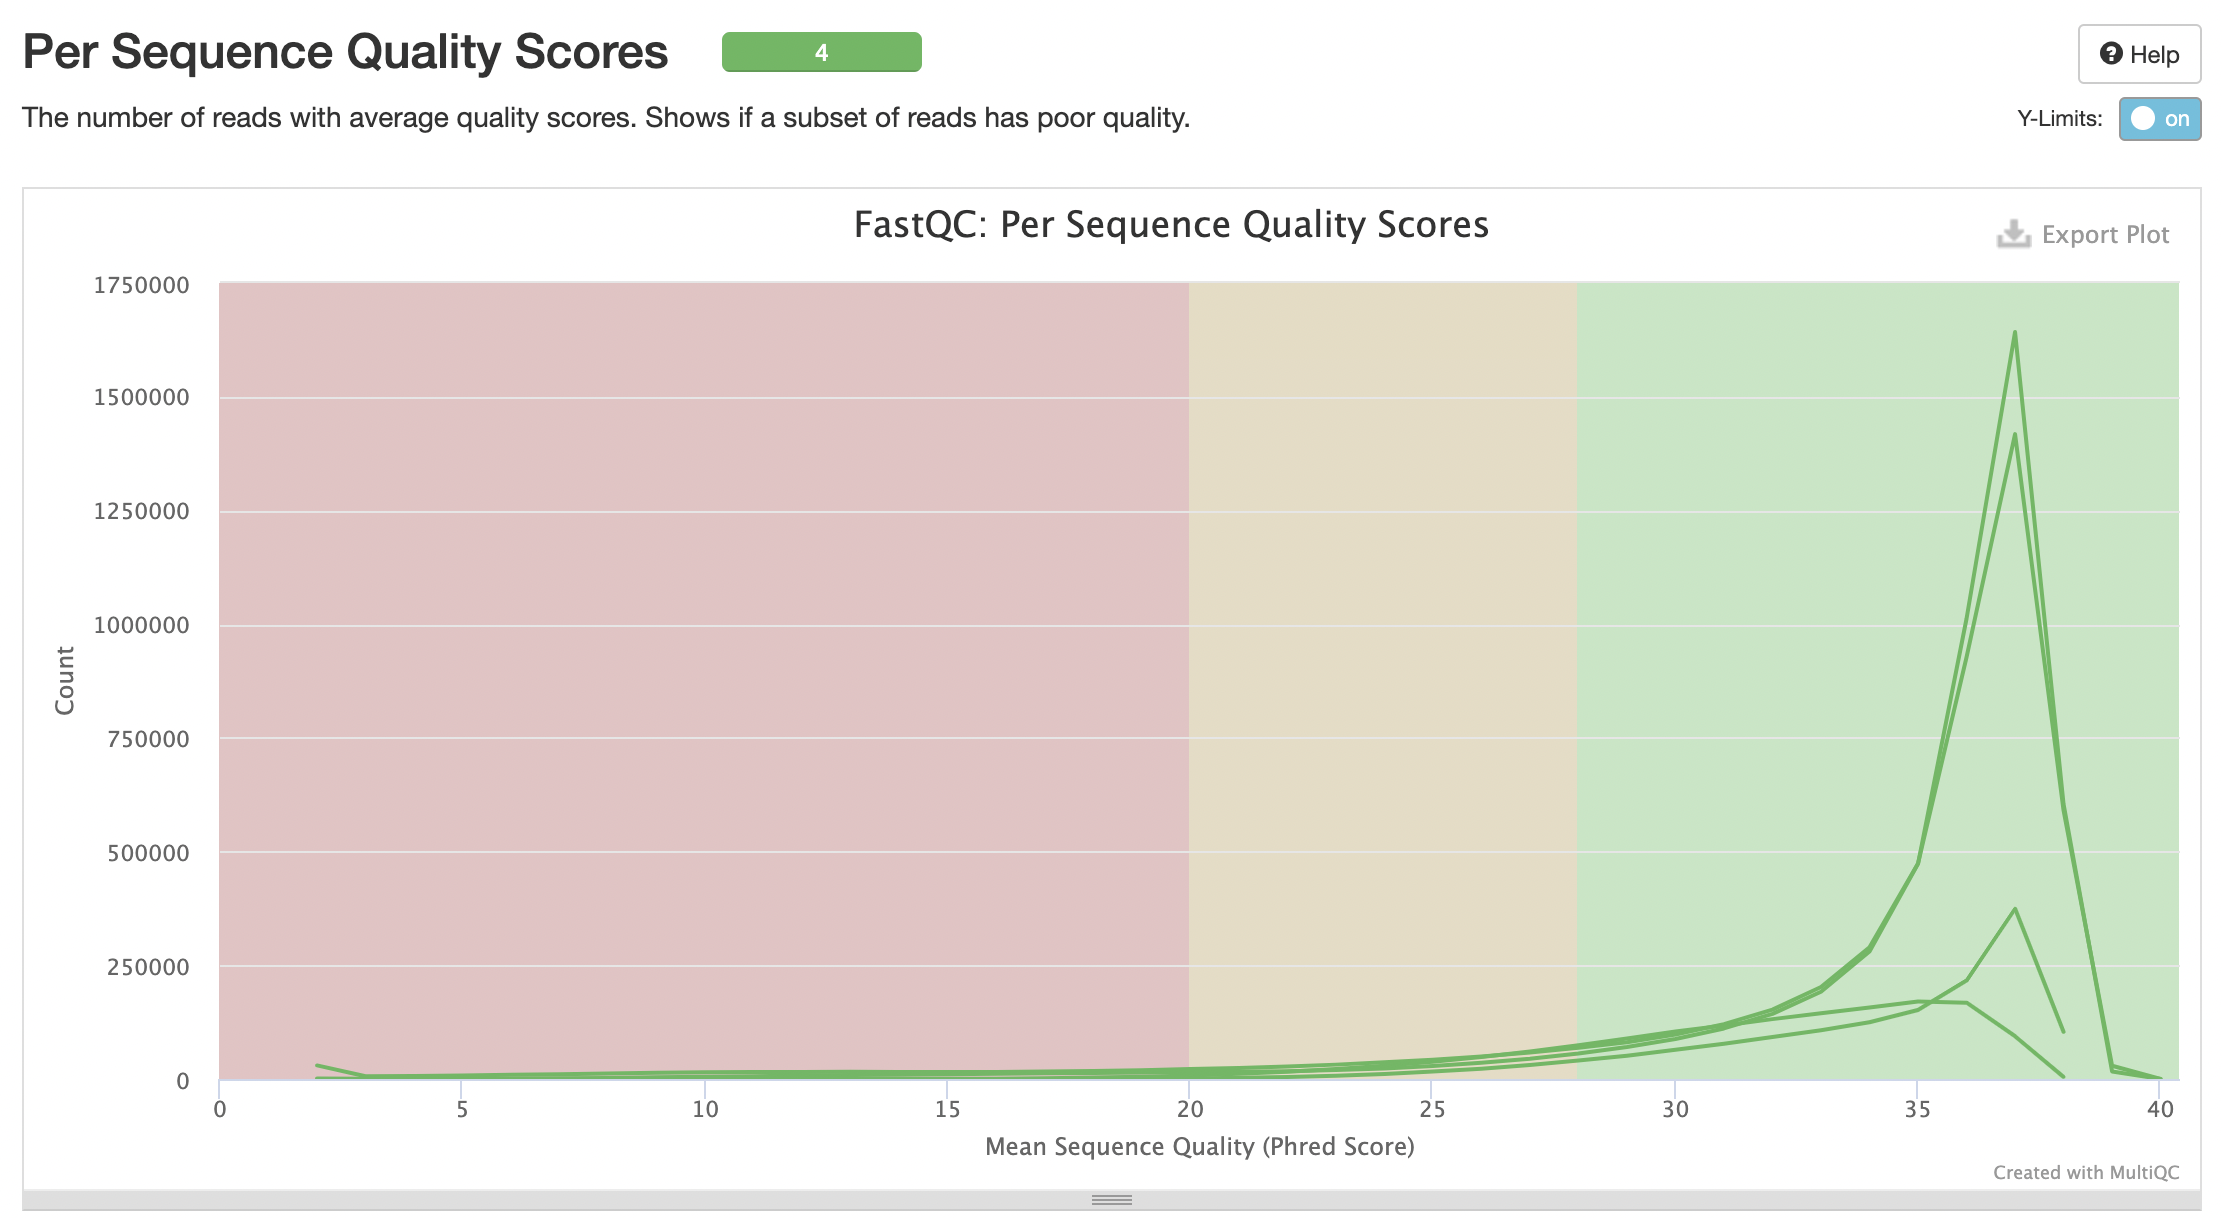 Per Sequence Quality Scores
4
Help
The number of reads with average quality scores. Shows if a subset of reads has poor quality.
Y-Limits:
on
FastQC: Per Sequence Quality Scores
Export Plot
1750000
1500000
1250000
1000000
750000
500000
250000
0
Count
0
5
10
15
20
25
30
35
40
Mean Sequence Quality (Phred Score)
Created with MultiQC